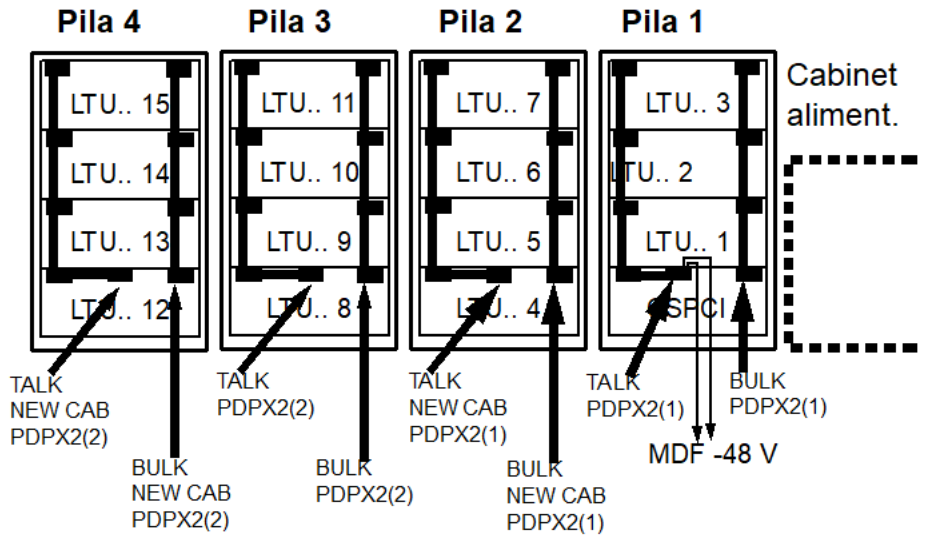 Pila 4
Pila 3
Pila 2
Pila 1
LTU.. 15
LTU.. 14
LTU.. 13
LTU.. 12
LTU.. 11
LTU.. 10
LTU.. 9
LTU.. 8
LTU.. 7
LTU.. 6
LTU.. 5
LTU.. 4
LTU.. 3
LTU.. 2
LTU.. 1
CSPCI
Cabinet
aliment.
TALK
NEW CAB
PDPX2(2)
BULK
NEW CAB
PDPX2(2)
TALK
PDPX2(2)
BULK
PDPX2(2)
TALK
NEW CAB
PDPX2(1)
BULK
NEW CAB
PDPX2(1)
TALK
PDPX2(1)
BULK
PDPX2(1)
MDF -48 V